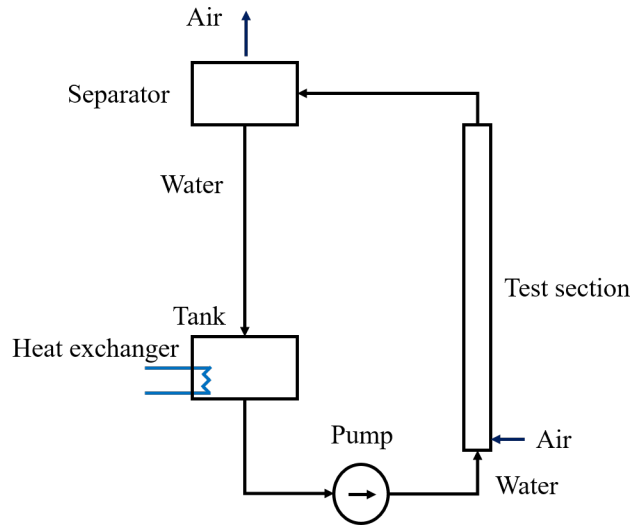 Air
Separator
Water
Test section
Tank
Heat exchanger
Pump
Air
Water